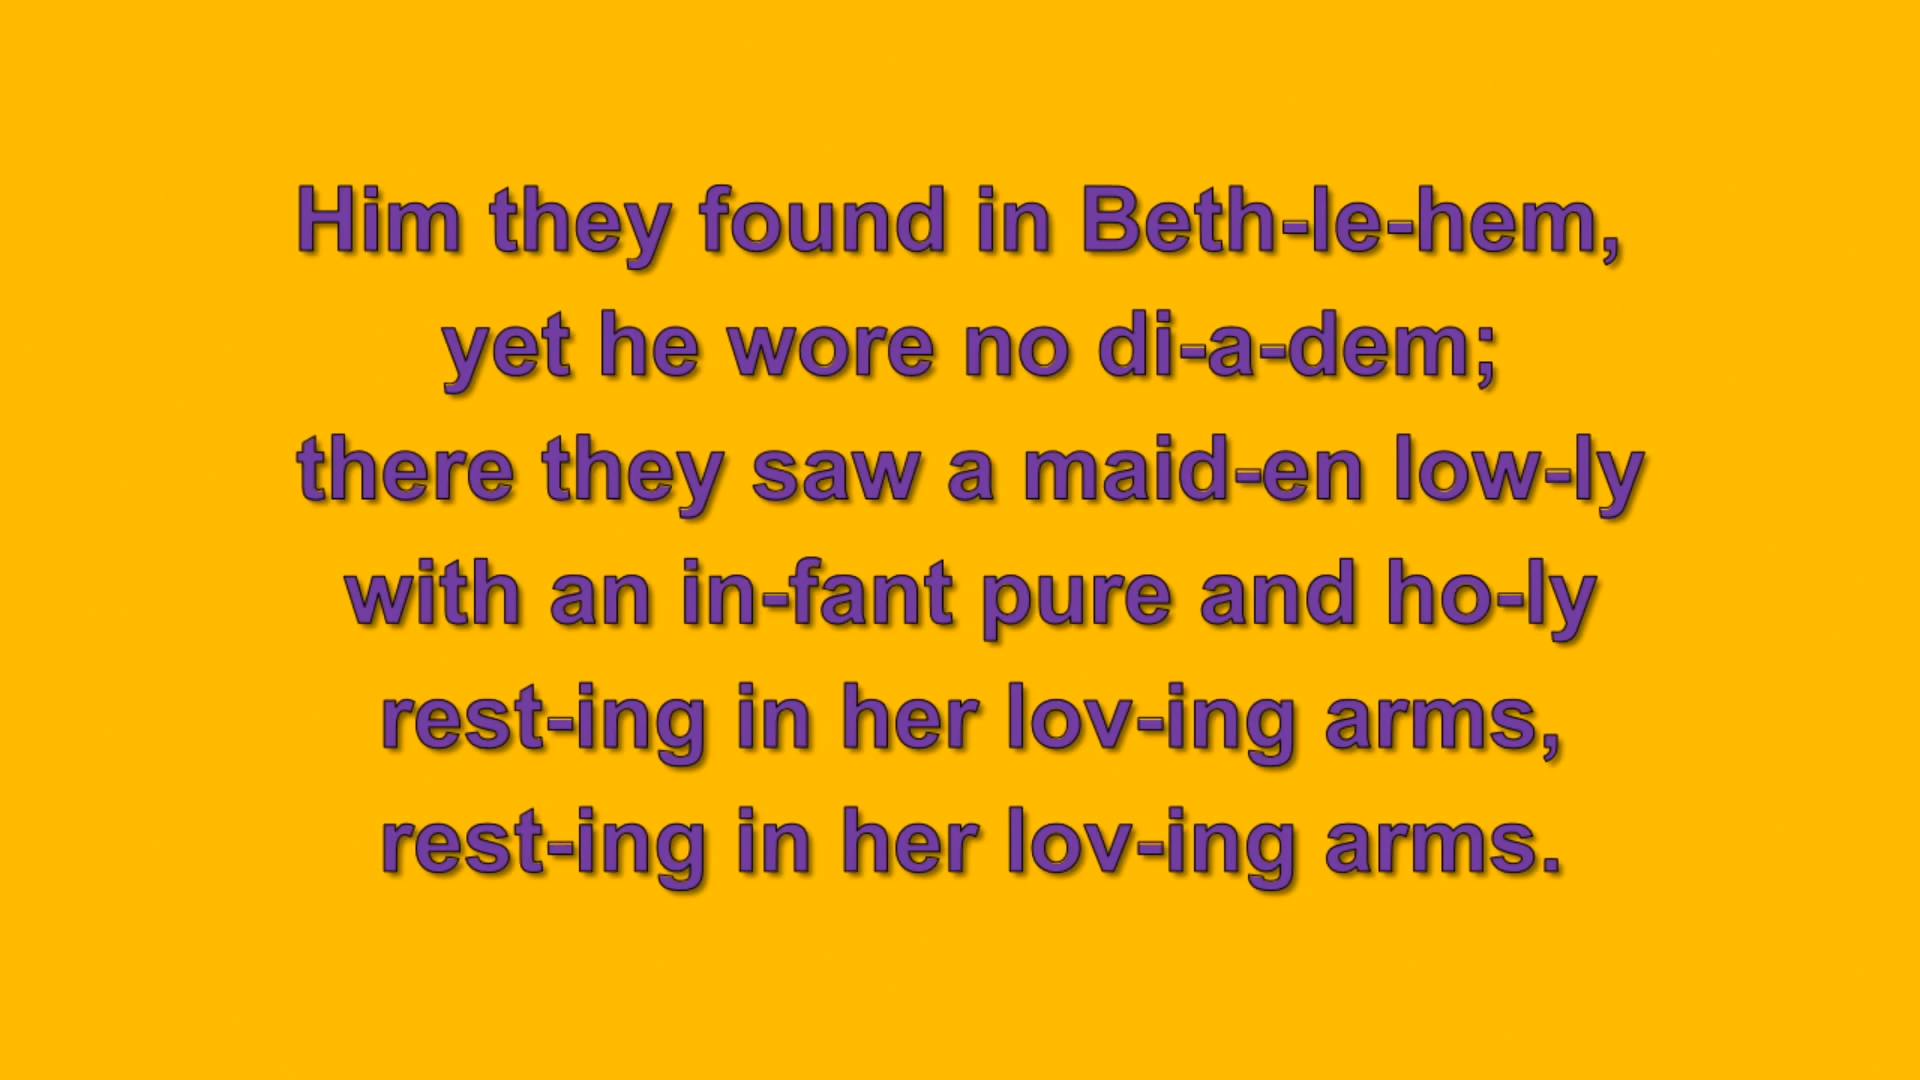 Him they found in Beth-le-hem,
yet he wore no di-a-dem;
there they saw a maid-en low-ly
with an in-fant pure and ho-ly
rest-ing in her lov-ing arms,
rest-ing in her lov-ing arms.